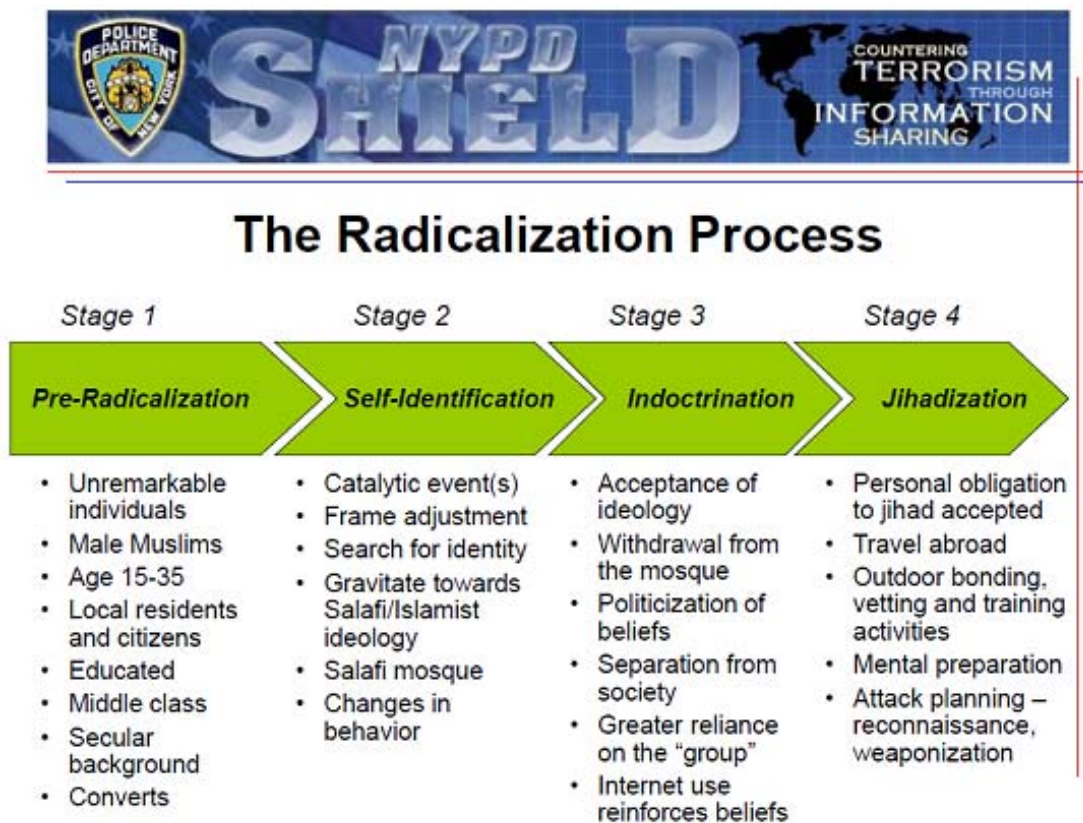 POLICE
DEPARTMENT
CITY OF
NEW YORK
NYPD
SHIELD
COUNTERING
TERRORISM
THROUGH
INFORMATION
SHARING
The Radicalization Process
Stage 1
Pre-Radicalization
• Unremarkable
individuals
• Male Muslims
• Age 15-35
• Local residents
and citizens
• Educated
• Middle class
• Secular
background
• Converts
Stage 2
Self-Identification
• Catalytic event(s)
• Frame adjustment
• Search for identity
• Gravitate towards
Salafi/Islamist
ideology
• Salafi mosque
• Changes in
behavior
Stage 3
Indoctrination
• Acceptance of
ideology
• Withdrawal from
the mosque
• Politicization of
beliefs
• Separation from
society
• Greater reliance
on the “group”
• Internet use
reinforces beliefs
Stage 4
Jihadization
• Personal obligation
to jihad accepted
• Travel abroad
• Outdoor bonding,
vetting and training
activities
• Mental preparation
• Attack planning –
reconnaissance,
weaponization